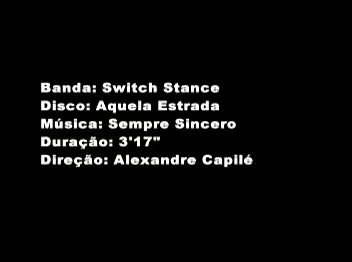 Banda: Switch Stance
Disco: Aquela Estrada
Música: Sempre Sincero
Duração: 3'17"
Direção: Alexandre Capilé